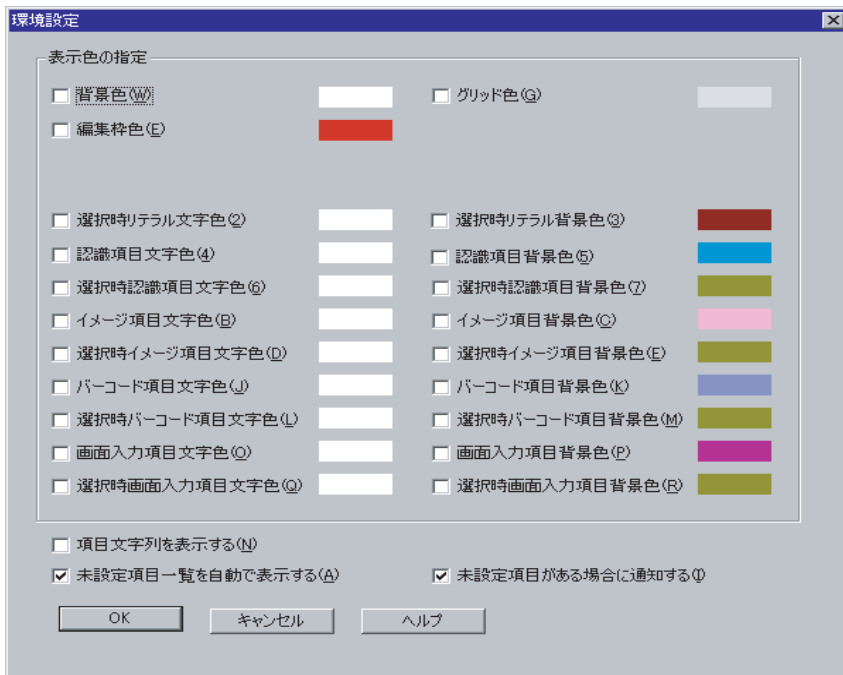 環境設定
表示色の指定
背景色(W) グリッド色(G)
編集枠色(E)
選択時リテラル文字色(2) 選択時リテラル背景色(3)
認識項目文字色(4) 認識項目背景色(5)
選択時認識項目文字色(6) 選択時認識項目背景色(7)
イメージ項目文字色(B) イメージ項目背景色(C)
選択時イメージ項目文字色(D) 選択時イメージ項目背景色(E)
バーコード項目文字色(J) バーコード項目背景色(K)
選択時バーコード項目文字色(L) 選択時バーコード項目背景色(M)
画面入力項目文字色(O) 画面入力項目背景色(P)
選択時画面入力項目文字色(Q) 選択時画面入力項目背景色(R)
項目文字列を表示する(N)
未設定項目一覧を自動で表示する(A) 未設定項目がある場合に通知する(I)
OK キャンセル ヘルプ